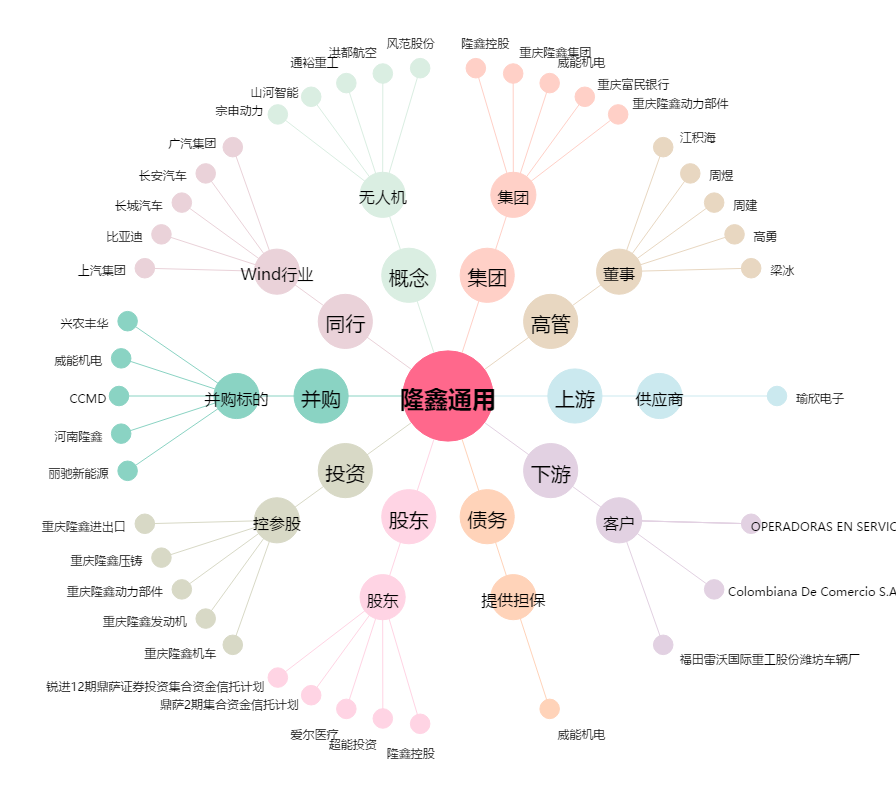 风范股份
隆鑫控股
洪都航空
重庆隆鑫集团
通裕重工
威能机电
山河智能
重庆富民银行
宗申动力
重庆隆鑫动力部件
广汽集团
江积海
长安汽车
周煜
无人机
集团
长城汽车
周建
比亚迪
高勇
上汽集团
Wind行业
董事
梁冰
概念
集团
同行
高管
兴农丰华
威能机电
CCMD
并购标的
并购
隆鑫通用
上游
供应商
瑜欣电子
河南隆鑫
丽驰新能源
投资
下游
股东
债务
重庆隆鑫进出口
控参股
客户
OPERADORAS EN SERVIC
重庆隆鑫压铸
重庆隆鑫动力部件
Colombiana De Comercio S.A
股东
提供担保
重庆隆鑫发动机
重庆隆鑫机车
福田雷沃国际重工股份潍坊车辆厂
锐进12期鼎萨证券投资集合资金信托计划
鼎萨2期集合资金信托计划
爱尔医疗
威能机电
超能投资
隆鑫控股